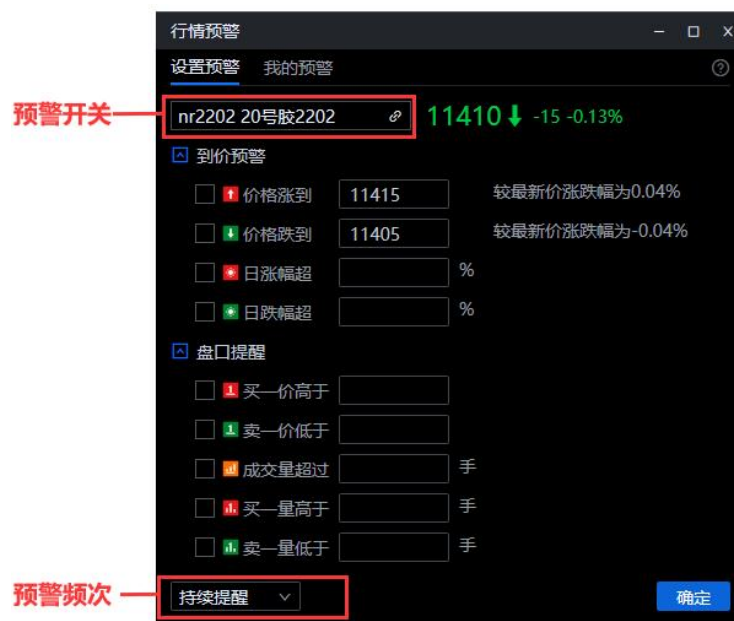 行情预警
设置预警 我的预警
预警开关
nr2202 20号胶2202 11410 -15 -0.13%
到价预警
价格涨到 11415 较最新价涨跌幅为0.04%
价格跌到 11405 较最新价涨跌幅为-0.04%
日涨幅超 %
日跌幅超 %
盘口提醒
1 买一价高于
1 卖一价低于
成交量超过 手
买一量高于 手
卖一量低于 手
预警频次
持续提醒 确定